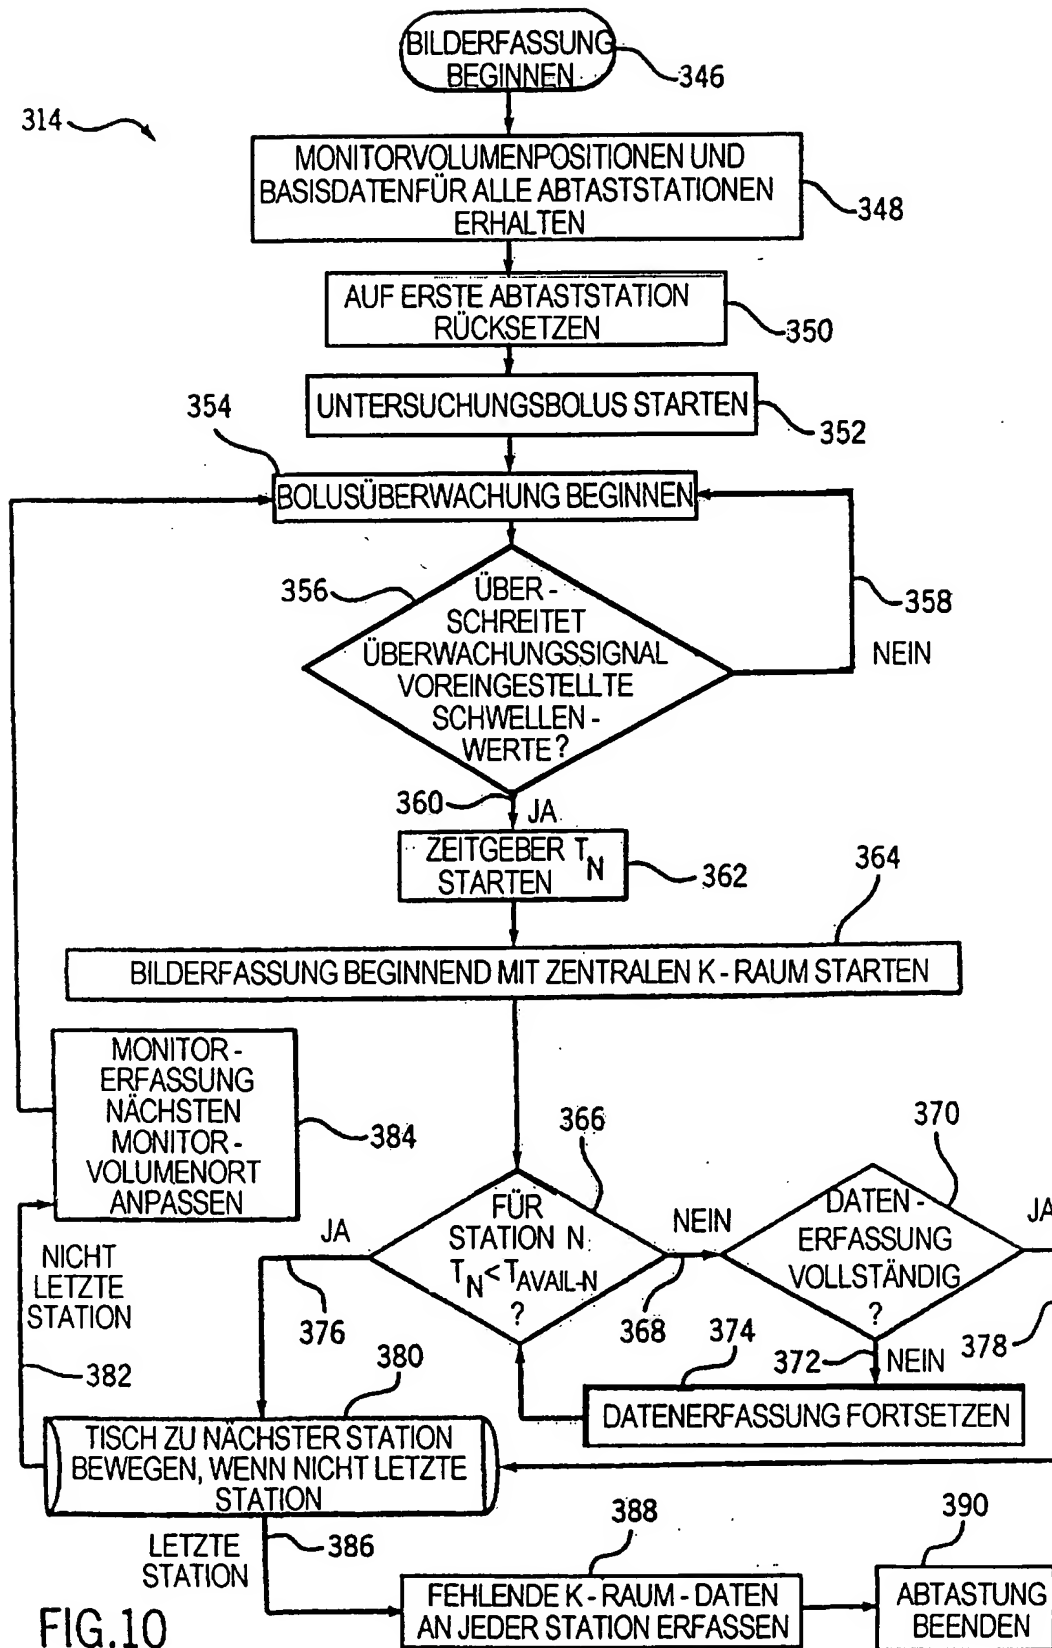 BILDERFASSUNG
BEGINNEN
346
314
MONITORVOLUMENPOSITIONEN UND
BASISDATENFÜR ALLE ABTASTSTATIONEN
ERHALTEN
348
AUF ERSTE ABTASTSTATION
RÜCKSETZEN
350
354
UNTERSUCHUNGSBOLUS STARTEN
352
BOLUSÜBERWACHUNG BEGINNEN
356
ÜBER-
SCHREITET
ÜBERWACHUNGSSIGNAL
VOREINGESTELLTE
SCHWELLEN-
WERTE?
358
NEIN
360
JA
ZEITGEBER T_N
STARTEN
362
364
BILDERFASSUNG BEGINNEND MIT ZENTRALEN K-RAUM STARTEN
MONITOR-
ERFASSUNG
NÄCHSTEN
MONITOR-
VOLUMENORT
ANPASSEN
384
366
370
FÜR
STATION N
T_N < T_AVAIL-N
?
JA
NEIN
DATEN-
ERFASSUNG
VOLLSTÄNDIG
?
JA
NICHT
LETZTE
STATION
376
368
374
372
NEIN
378
382
380
DATENERFASSUNG FORTSETZEN
TISCH ZU NÄCHSTER STATION
BEWEGEN, WENN NICHT LETZTE
STATION
LETZTE
STATION
386
388
390
FEHLENDE K-RAUM-DATEN
AN JEDER STATION ERFASSEN
ABTASTUNG
BEENDEN
FIG.10